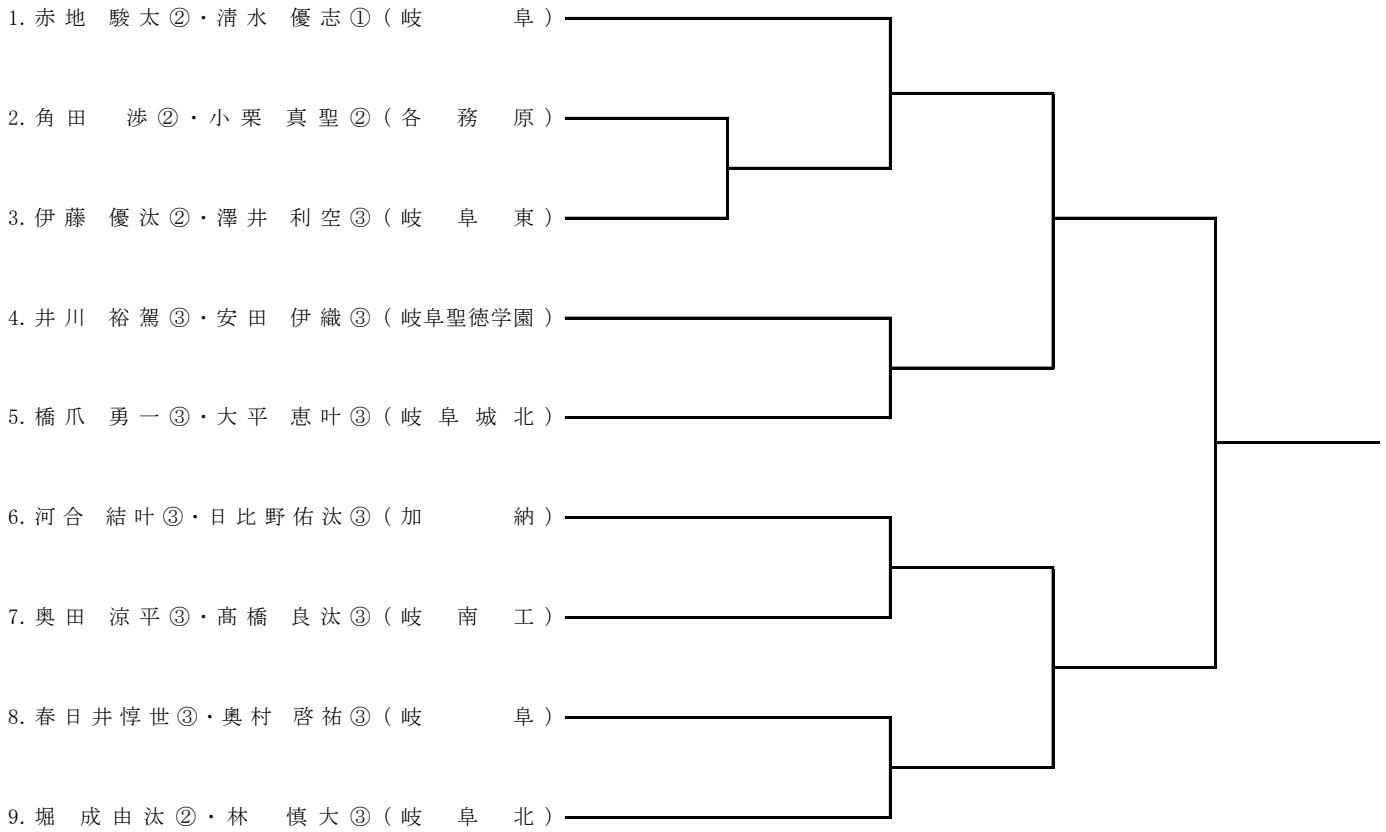 1. 赤地 駿太②・清水 優志①(岐阜)
2. 角田 渉②・小栗 真聖②(各務原)
3. 伊藤 優汰②・澤井 利空③(岐阜東)
4. 井川 裕駕③・安田 伊織③(岐阜聖徳学園)
5. 橋爪 勇一③・大平 恵叶③(岐阜城北)
6. 河合 結叶③・日比野佑汰③(加納)
7. 奥田 涼平③・髙橋 良汰③(岐南工)
8. 春日井惇世③・奥村 啓祐③(岐阜)
9. 堀 成由汰②・林 慎大③(岐阜北)